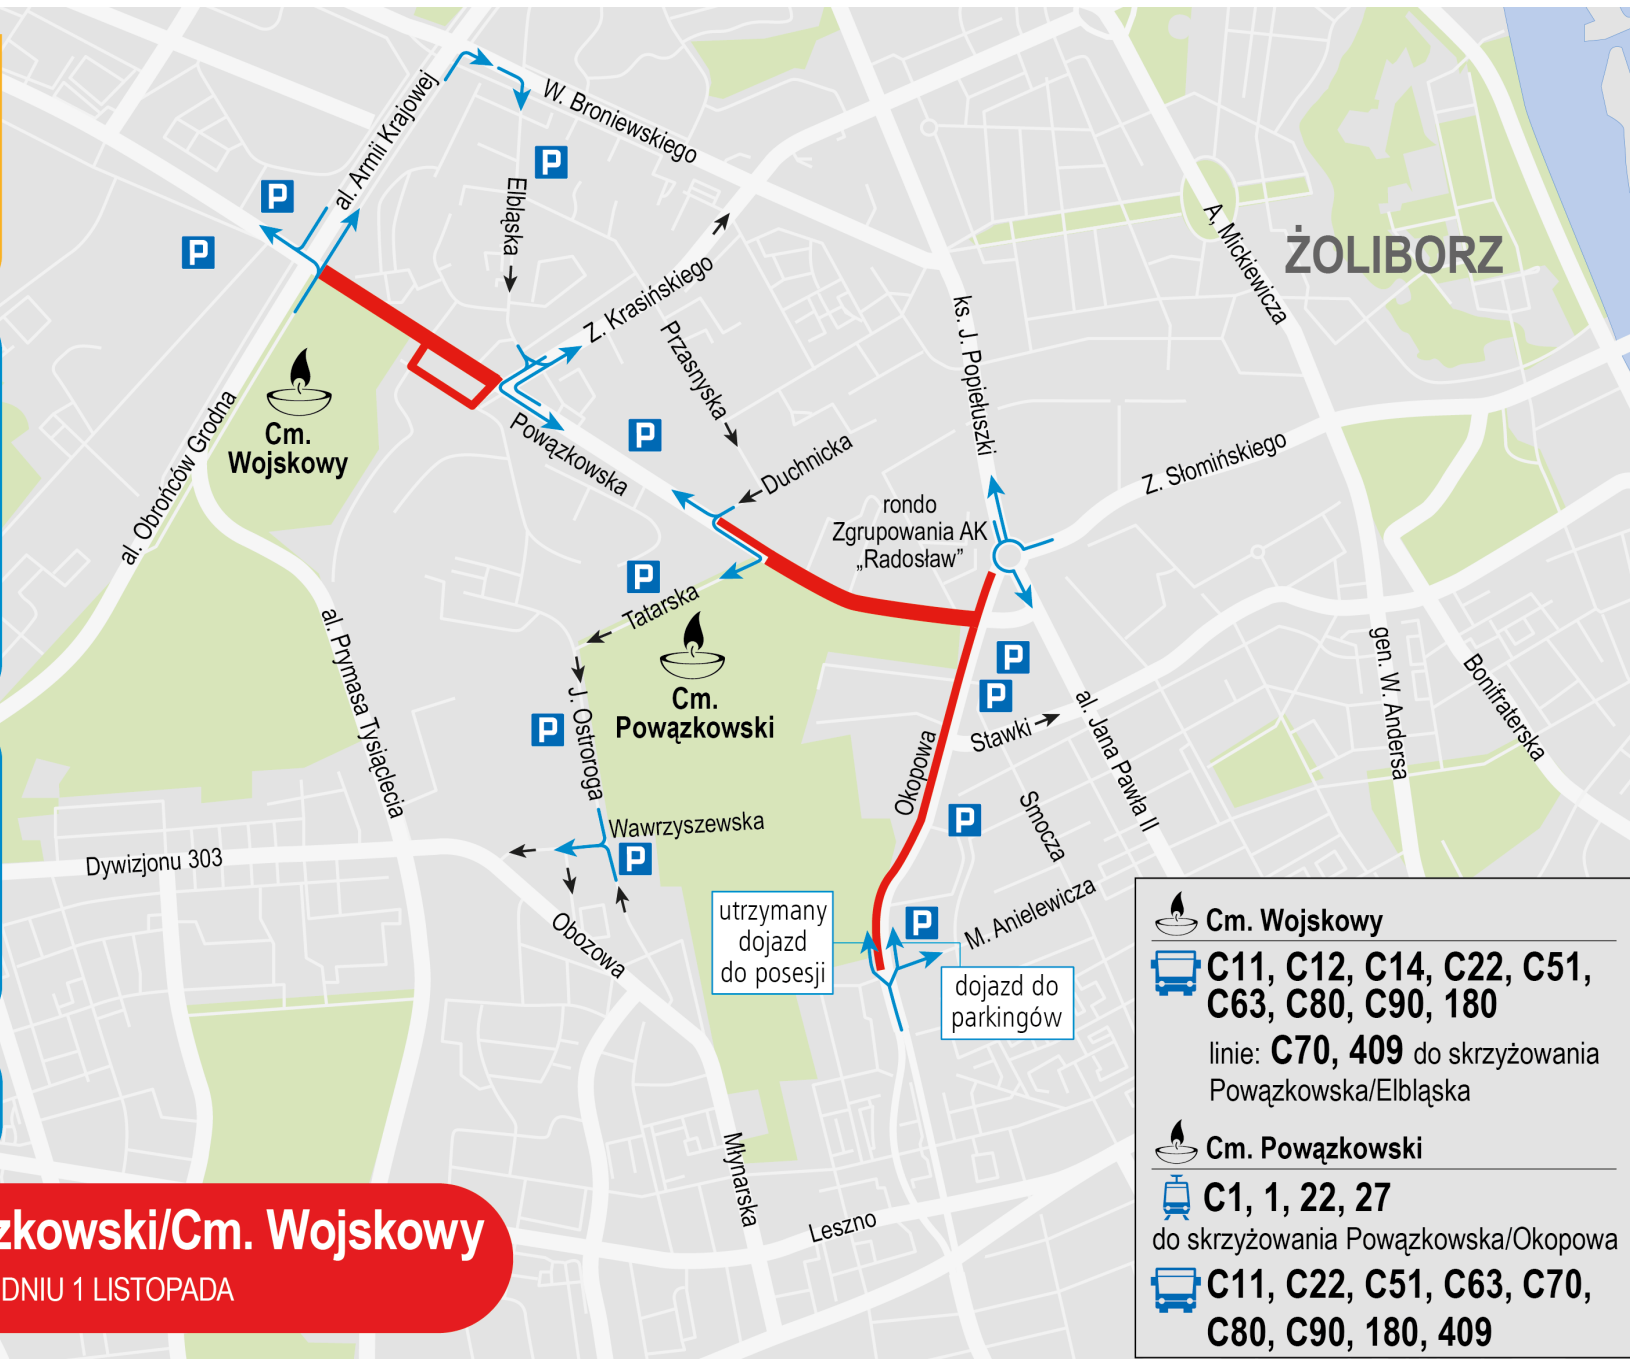 W. Broniewskiego
al. Armii Krajowej
P
P
P
Elbląska
A, Mickiewicza
ŻOLIBORZ
Z. Krasińskiego
ks. J. Popiełuszki
Przasnyska
Cm.
Wojskowy
al. Obrońców Grodna
Powązkowska
P
Duchnicka
Z. Słomińskiego
rondo
Zgrupowania AK
„Radosław”
P
Tatarska
al. Prymasa Tysiąclecia
Cm.
Powązkowski
J. Ostroroga
P
P
P
Stawki
al. Jana Pawła II
gen. W. Andersa
Bonifraterska
Okopowa
Smocza
P
Wawrzyszewska
P
Dywizjonu 303
Obozowa
utrzymany
dojazd
do posesji
P
M. Anielewicza
dojazd do
parkingów
Młynarska
Leszno
Cm. Wojskowy
C11, C12, C14, C22, C51,
C63, C80, C90, 180
linie: C70, 409 do skrzyżowania
Powązkowska/Elbląska
Cm. Powązkowski
C1, 1, 22, 27
do skrzyżowania Powązkowska/Okopowa
C11, C22, C51, C63, C70,
C80, C90, 180, 409
zkowski/Cm. Wojskowy
DNIU 1 LISTOPADA